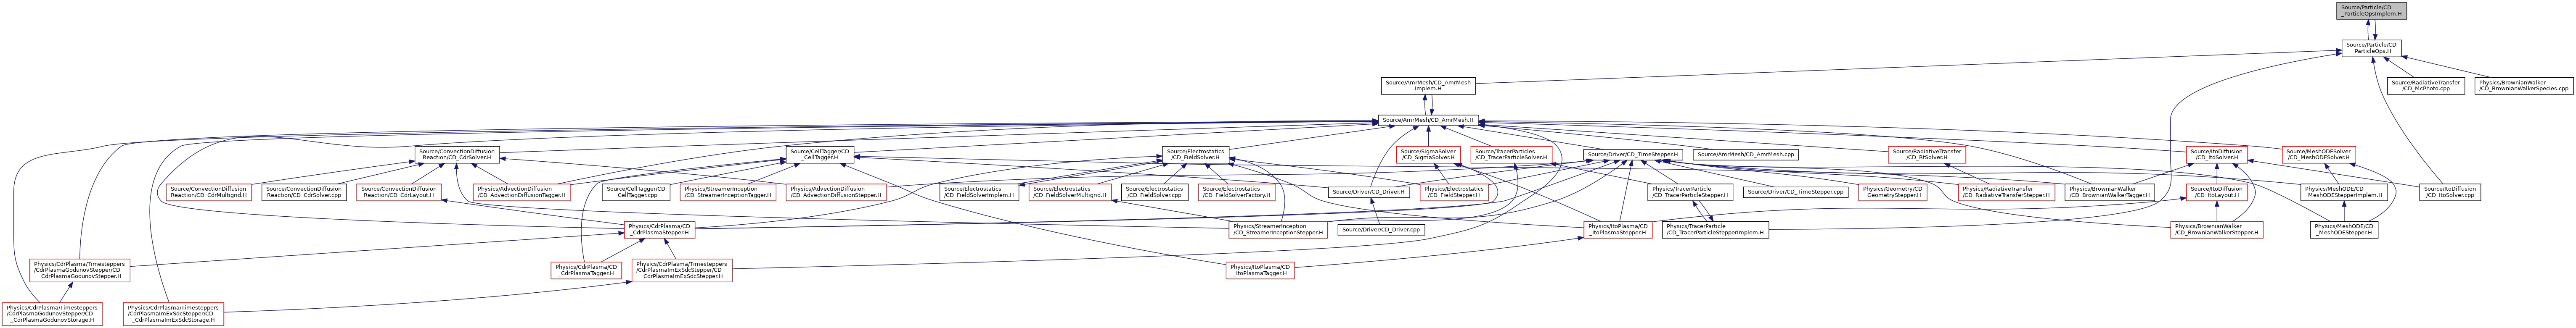 Source/Particle/CD
_ParticleOpsImplem.H
Source/Particle/CD
_ParticleOps.H
Source/AmrMesh/CD_AmrMesh
Implem.H
Source/RadiativeTransfer
/CD_McPhoto.cpp
Physics/BrownianWalker
/CD_BrownianWalkerSpecies.cpp
Source/AmrMesh/CD_AmrMesh.H
Source/ConvectionDiffusion
Reaction/CD_CdrSolver.H
Source/CellTagger/CD
_CellTagger.H
Source/Electrostatics
/CD_FieldSolver.H
Source/SigmaSolver
/CD_SigmaSolver.H
Source/TracerParticles
/CD_TracerParticleSolver.H
Source/Driver/CD_TimeStepper.H
Source/AmrMesh/CD_AmrMesh.cpp
Source/RadiativeTransfer
/CD_RtSolver.H
Source/ItoDiffusion
/CD_ItoSolver.H
Source/MeshODESolver
/CD_MeshODESolver.H
Source/ConvectionDiffusion
Reaction/CD_CdrMultigrid.H
Source/ConvectionDiffusion
Reaction/CD_CdrSolver.cpp
Source/ConvectionDiffusion
Reaction/CD_CdrLayout.H
Physics/AdvectionDiffusion
/CD_AdvectionDiffusionTagger.H
Source/CellTagger/CD
_CellTagger.cpp
Physics/StreamerInception
/CD_StreamerInceptionTagger.H
Physics/AdvectionDiffusion
/CD_AdvectionDiffusionStepper.H
Source/Electrostatics
/CD_FieldSolverImplem.H
Source/Electrostatics
/CD_FieldSolverMultigrid.H
Source/Electrostatics
/CD_FieldSolver.cpp
Source/Electrostatics
/CD_FieldSolverFactory.H
Source/Driver/CD_Driver.H
Physics/Electrostatics
/CD_FieldStepper.H
Physics/TracerParticle
/CD_TracerParticleStepper.H
Source/Driver/CD_TimeStepper.cpp
Physics/Geometry/CD
_GeometryStepper.H
Physics/RadiativeTransfer
/CD_RadiativeTransferStepper.H
Physics/BrownianWalker
/CD_BrownianWalkerTagger.H
Source/ItoDiffusion
/CD_ItoLayout.H
Physics/MeshODE/CD
_MeshODEStepperImplem.H
Source/ItoDiffusion
/CD_ItoSolver.cpp
Physics/CdrPlasma/CD
_CdrPlasmaStepper.H
Physics/StreamerInception
/CD_StreamerInceptionStepper.H
Source/Driver/CD_Driver.cpp
Physics/ItoPlasma/CD
_ItoPlasmaStepper.H
Physics/TracerParticle
/CD_TracerParticleStepperImplem.H
Physics/BrownianWalker
/CD_BrownianWalkerStepper.H
Physics/MeshODE/CD
_MeshODEStepper.H
Physics/CdrPlasma/Timesteppers
/CdrPlasmaGodunovStepper/CD
_CdrPlasmaGodunovStepper.H
Physics/CdrPlasma/CD
_CdrPlasmaTagger.H
Physics/CdrPlasma/Timesteppers
/CdrPlasmaImExSdcStepper/CD
_CdrPlasmaImExSdcStepper.H
Physics/ItoPlasma/CD
_ItoPlasmaTagger.H
Physics/CdrPlasma/Timesteppers
/CdrPlasmaGodunovStepper/CD
_CdrPlasmaGodunovStorage.H
Physics/CdrPlasma/Timesteppers
/CdrPlasmaImExSdcStepper/CD
_CdrPlasmaImExSdcStorage.H